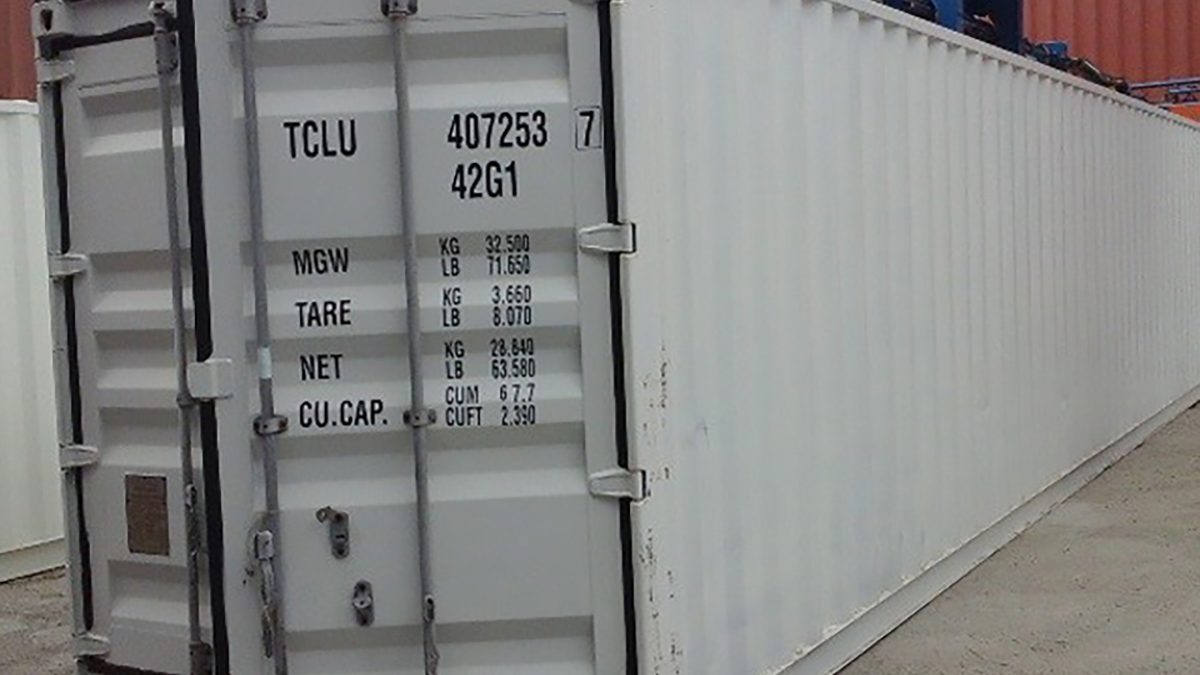 TCLU 407253 7
42G1
MGW KG 32.500
LB 71.650
TARE KG 3.660
LB 8.070
NET KG 28.840
LB 63.580
CU.CAP. CUM 67.7
CUFT 2.390